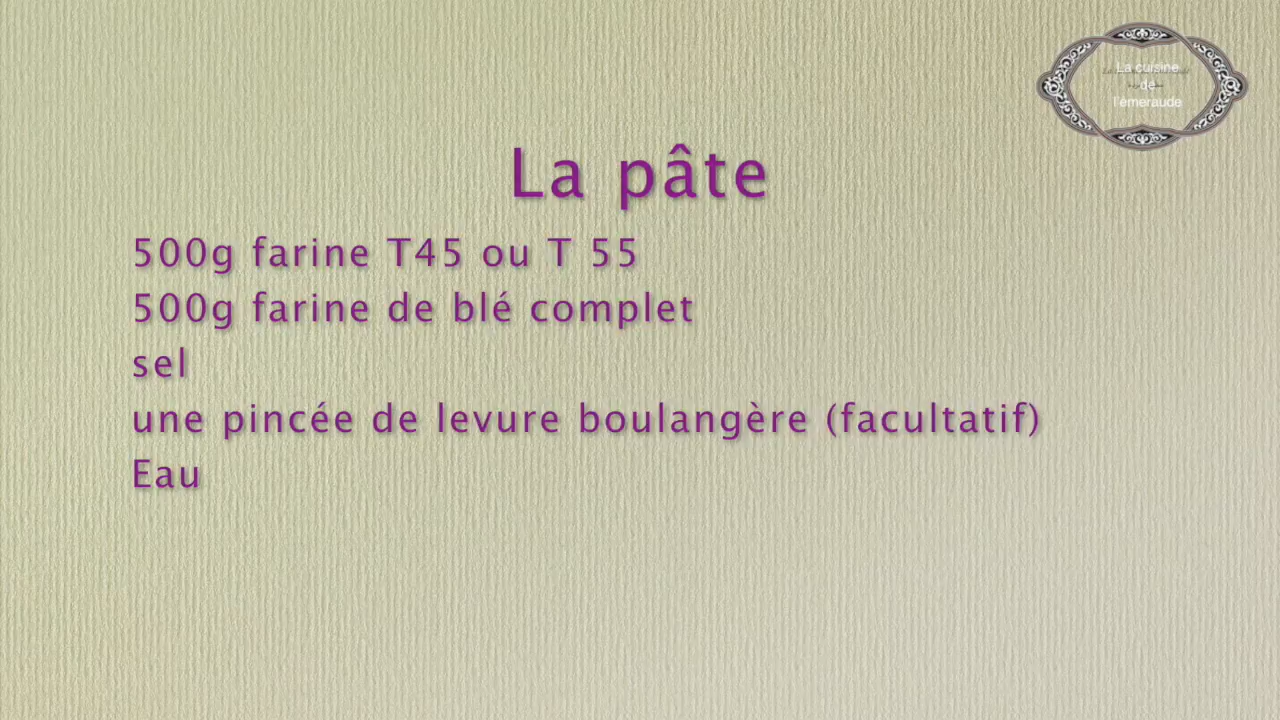 La cuisine
de
l'émeraude
La pâte
500g farine T45 ou T 55
500g farine de blé complet
sel
une pincée de levure boulangère (facultatif)
Eau